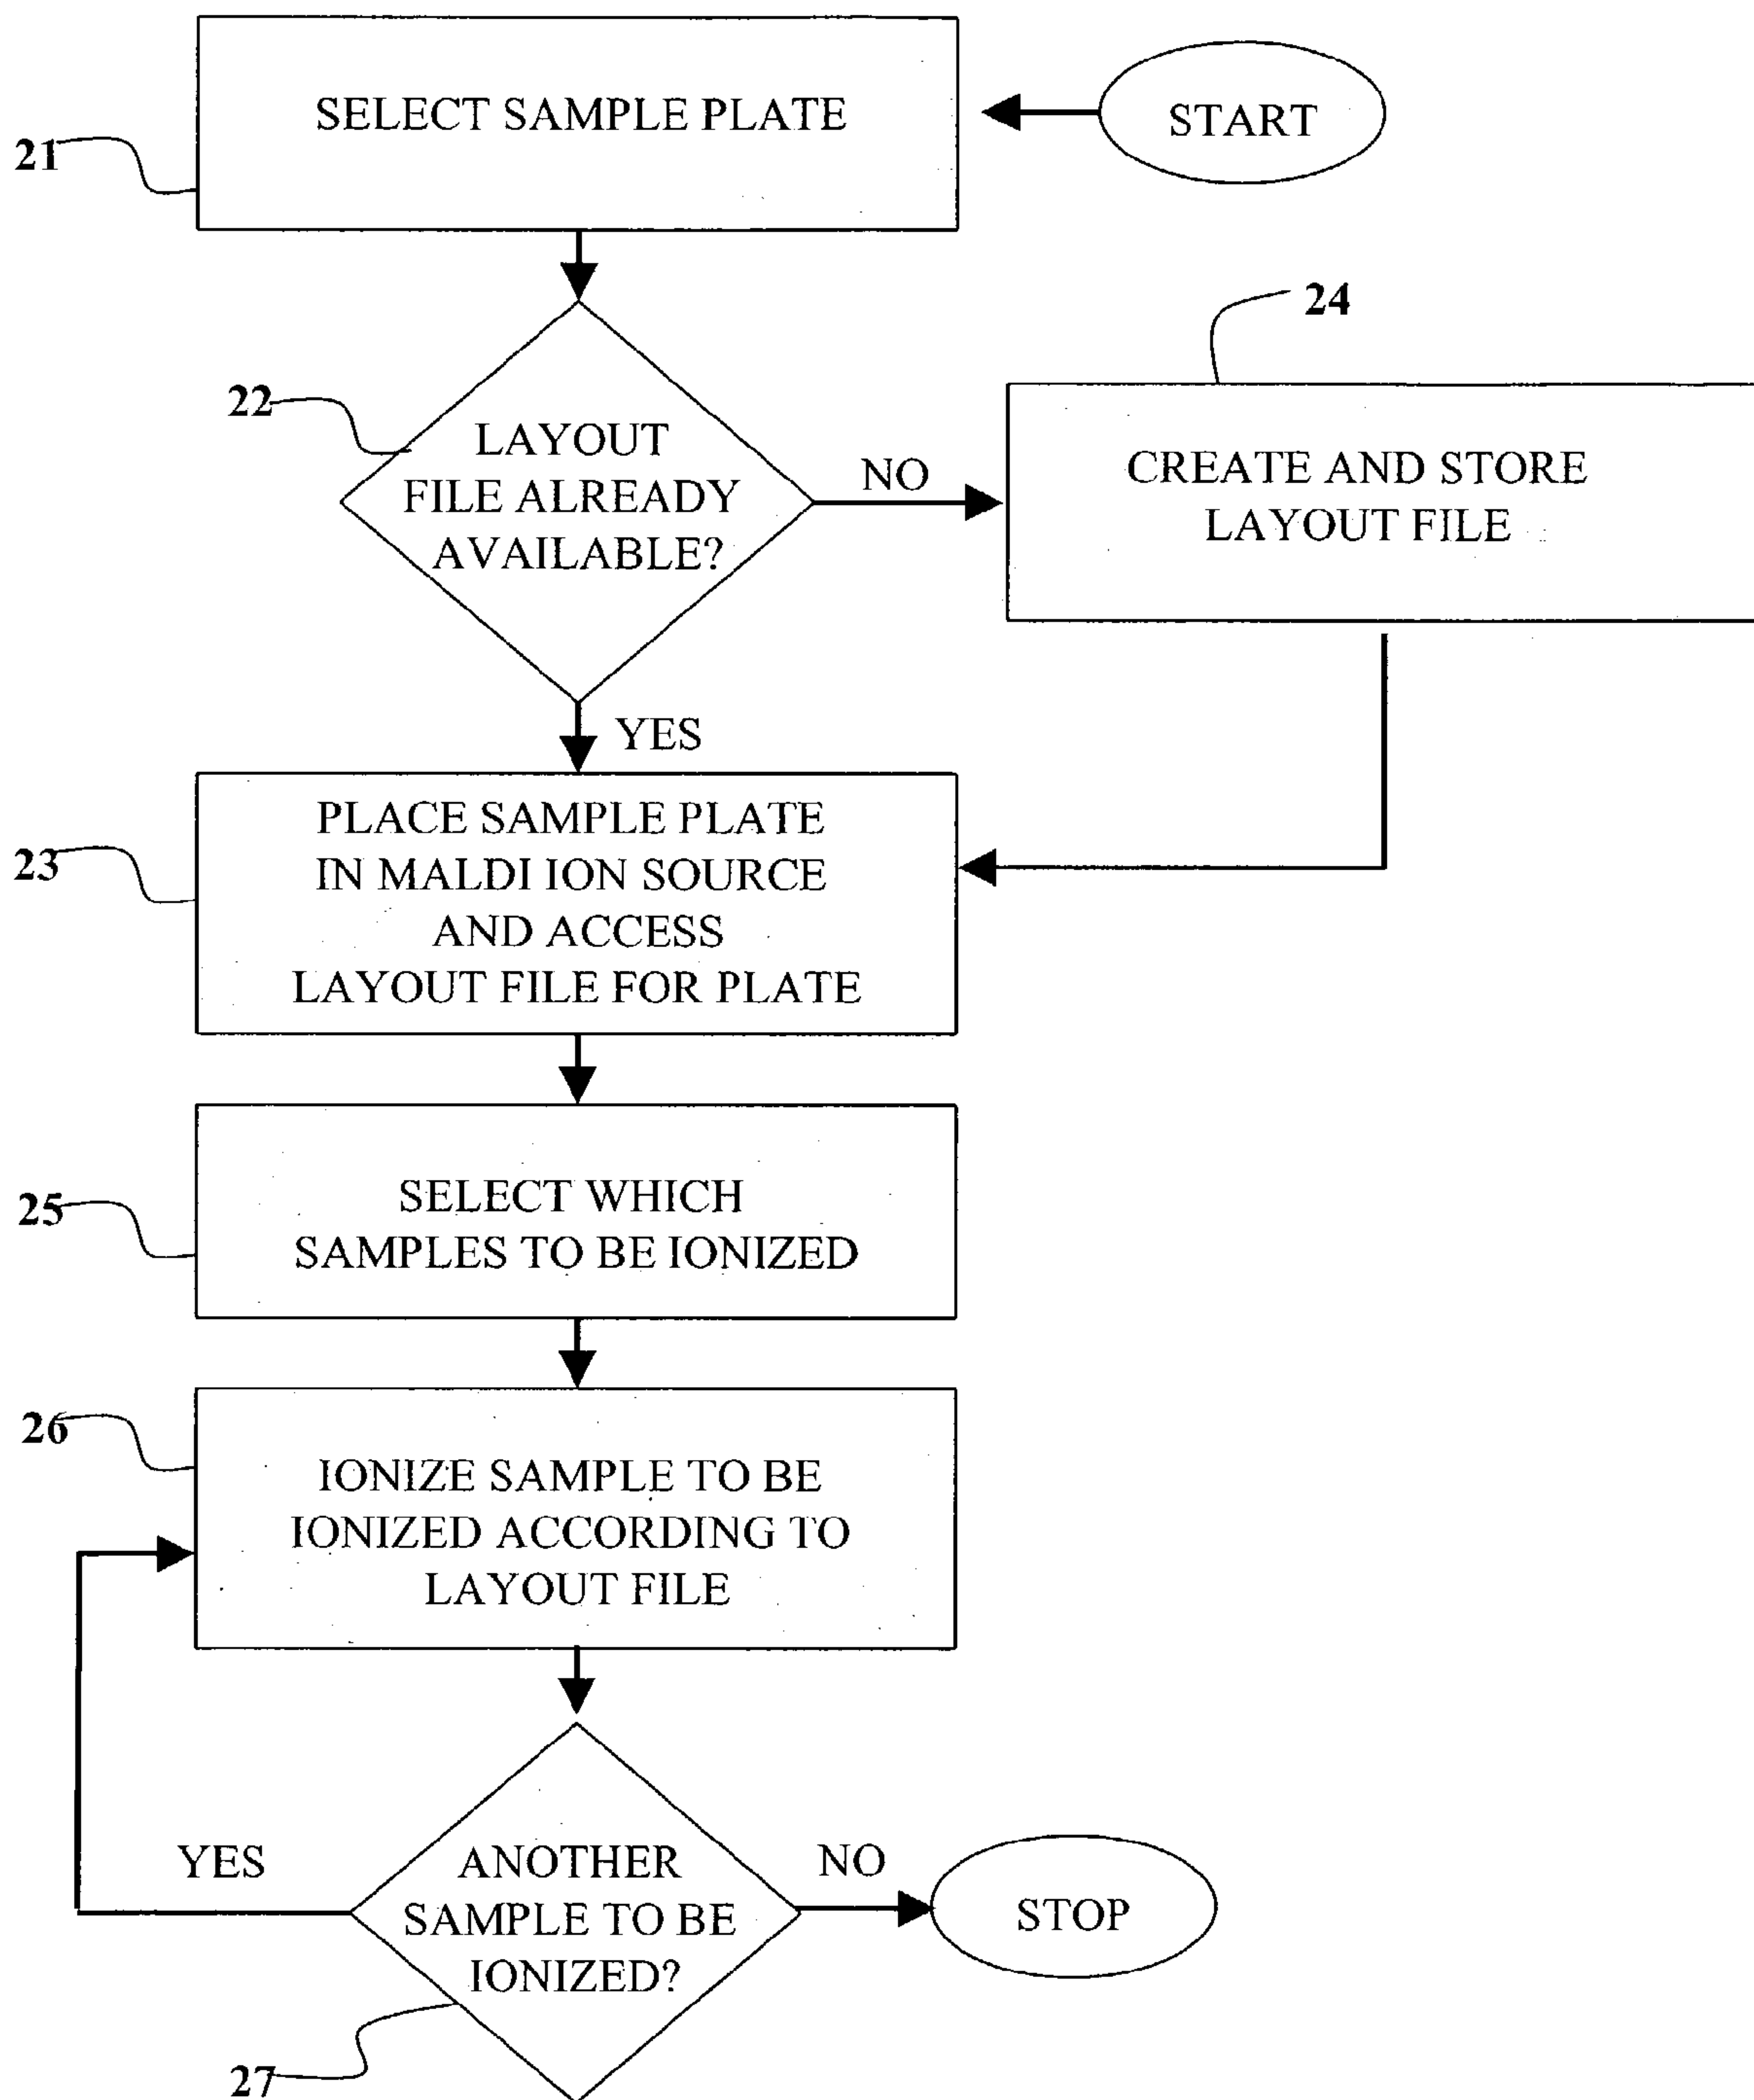 SELECT SAMPLE PLATE
START
21
24
22
LAYOUT
FILE ALREADY
AVAILABLE?
NO
CREATE AND STORE
LAYOUT FILE
YES
23
PLACE SAMPLE PLATE
IN MALDI ION SOURCE
AND ACCESS
LAYOUT FILE FOR PLATE
25
SELECT WHICH
SAMPLES TO BE IONIZED
26
IONIZE SAMPLE TO BE
IONIZED ACCORDING TO
LAYOUT FILE
YES
ANOTHER
SAMPLE TO BE
IONIZED?
NO
STOP
27